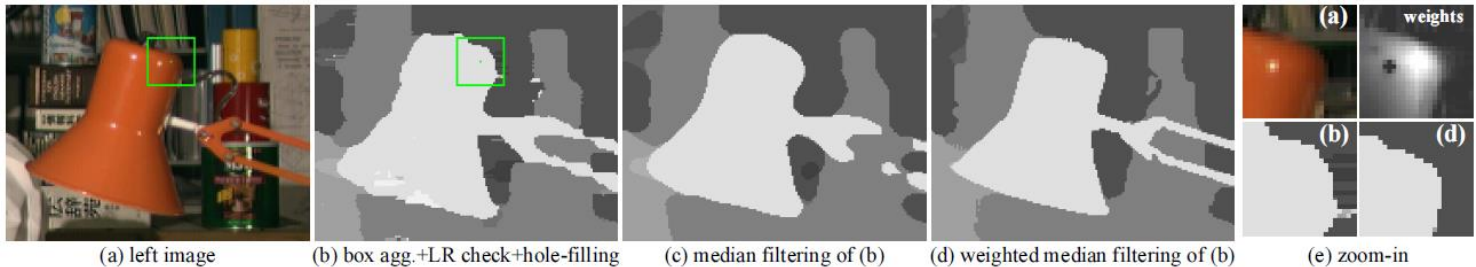 (a)
weights
(b)
(d)
(a) left image
(b) box agg.+LR check+hole-filling
(c) median filtering of (b)
(d) weighted median filtering of (b)
(e) zoom-in